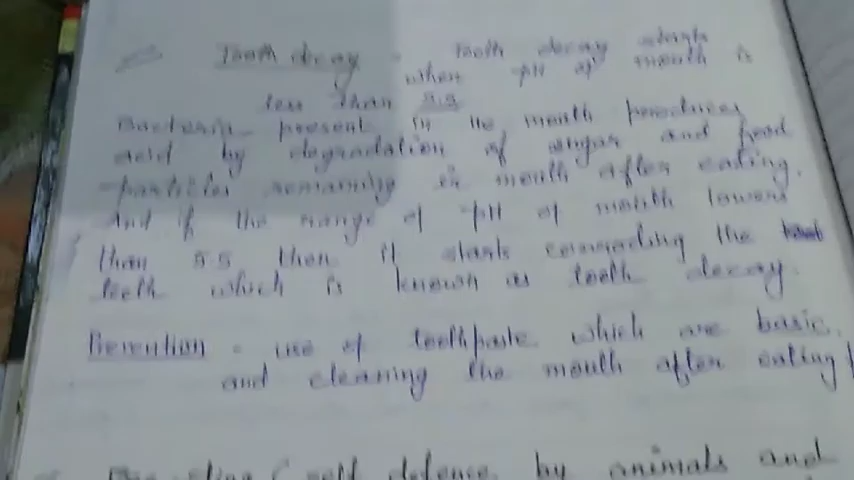 Tooth decay - Tooth decay starts
when pH of mouth is
less than 5.5
Bacteria present in the mouth produces
acid by degradation of sugar and food
particles remaining in mouth after eating.
And if the range of pH of mouth lowers
than 5.5 then it starts corroding the
teeth which is known as tooth decay.
Prevention - use of toothpaste which are basic.
and cleaning the mouth after eating
self defence by animals and